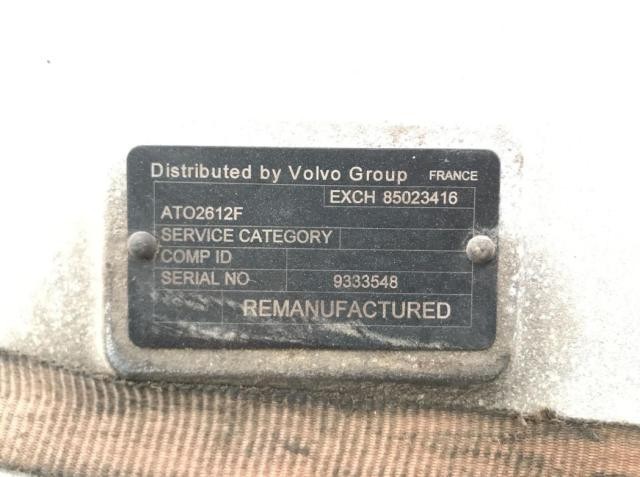 Distributed by Volvo Group FRANCE
EXCH 85023416
ATO2612F
SERVICE CATEGORY
COMP ID
SERIAL NO 9333548
REMANUFACTURED